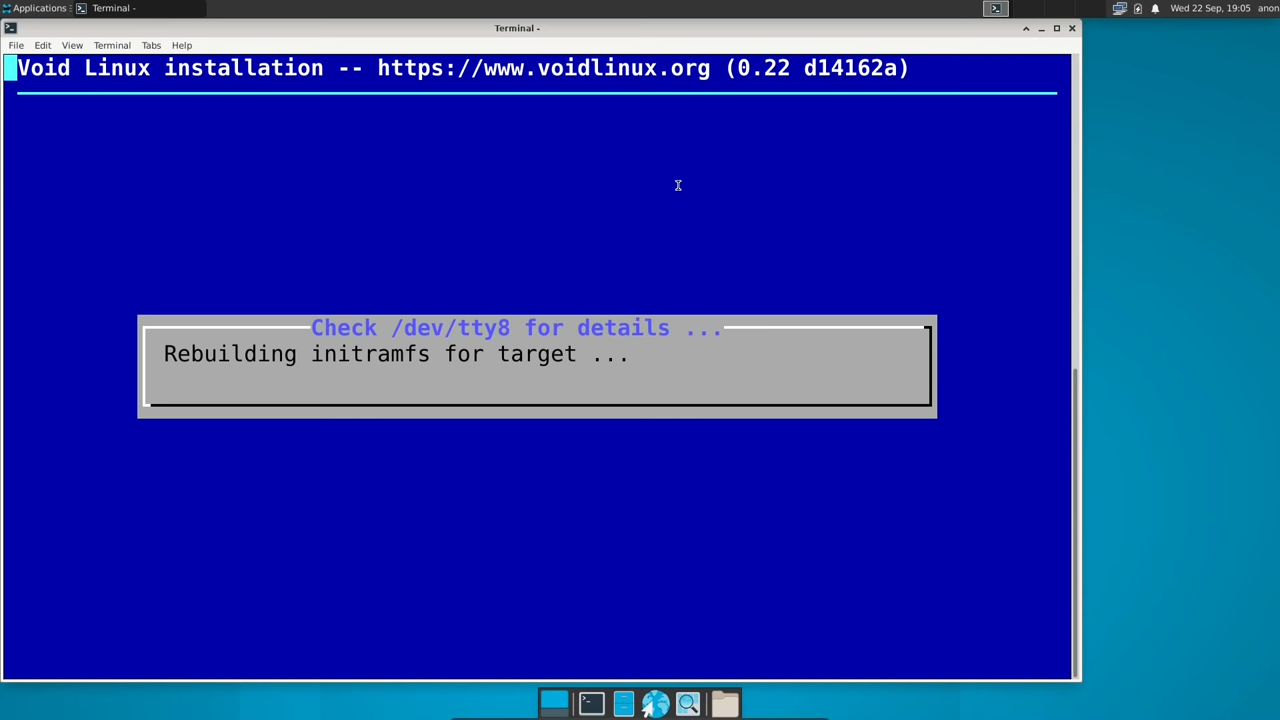 Applications
Terminal -
Wed 22 Sep, 19:05
anon
Terminal -
File Edit View Terminal Tabs Help
Void Linux installation -- https://www.voidlinux.org (0.22 d14162a)
Check /dev/tty8 for details ...
Rebuilding initramfs for target ...